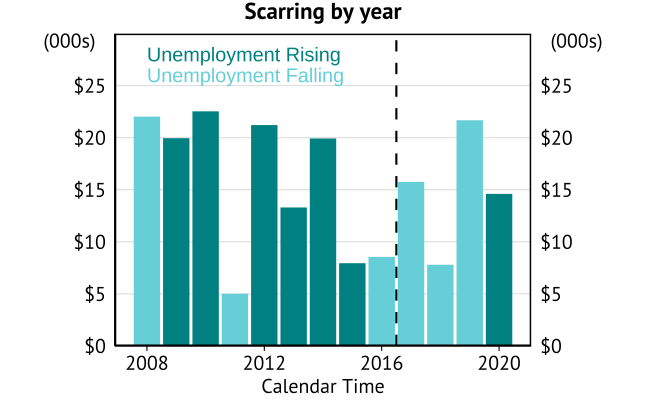 Scarring by year
(000s) (000s)
Unemployment Rising
Unemployment Falling
$25 $25
$20 $20
$15 $15
$10 $10
$5 $5
$0 $0
2008 2012 2016 2020
Calendar Time